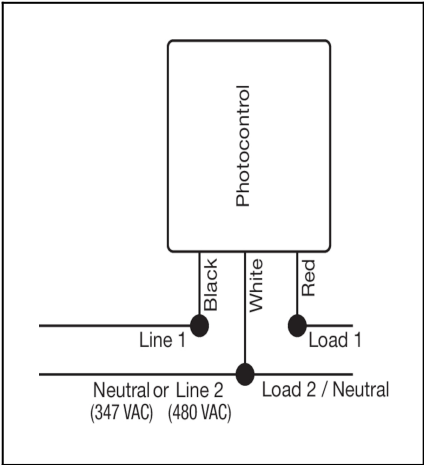 Photocontrol
Black
White
Red
Line 1
Load 1
Neutral or Line 2
(347 VAC) (480 VAC)
Load 2 / Neutral